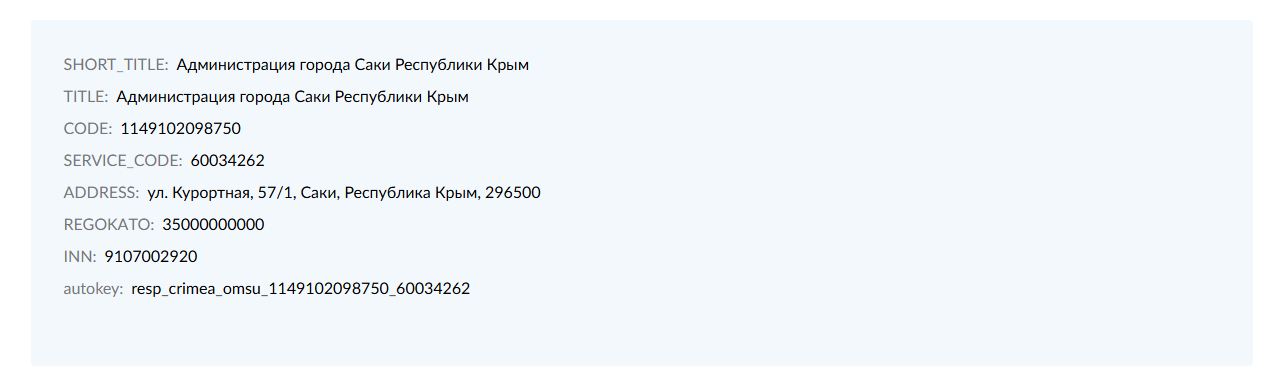 SHORT_TITLE: Администрация города Саки Республики Крым
TITLE: Администрация города Саки Республики Крым
CODE: 1149102098750
SERVICE_CODE: 60034262
ADDRESS: ул. Курортная, 57/1, Саки, Республика Крым, 296500
REGOKATO: 35000000000
INN: 9107002920
autokey: resp_crimea_omsu_1149102098750_60034262